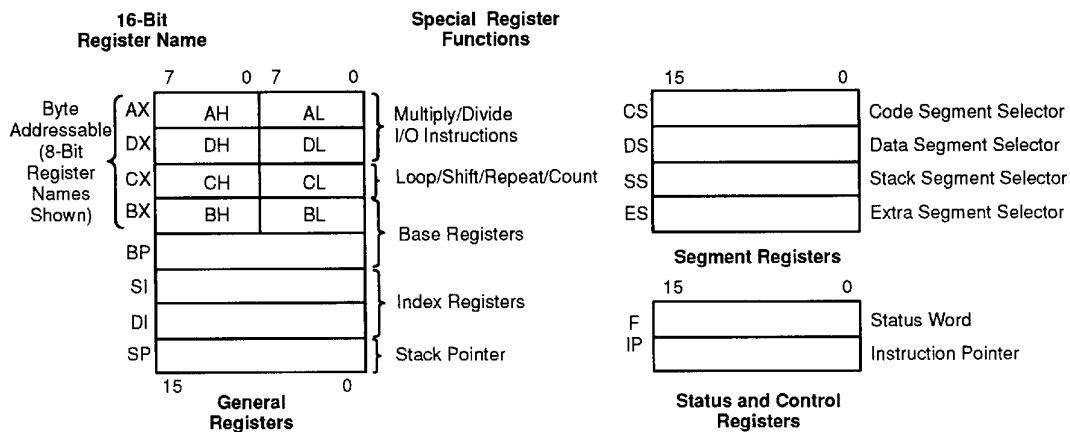 16-Bit
Register Name
Special Register
Functions
7 0 7 0
Byte
Addressable
(8-Bit
Register
Names
Shown)
AX AH AL
DX DH DL
CX CH CL
BX BH BL
BP
SI
DI
SP
15 0
General
Registers
Multiply/Divide
I/O Instructions
Loop/Shift/Repeat/Count
Base Registers
Index Registers
Stack Pointer
15 0
CS Code Segment Selector
DS Data Segment Selector
SS Stack Segment Selector
ES Extra Segment Selector
Segment Registers
15 0
F Status Word
IP Instruction Pointer
Status and Control
Registers